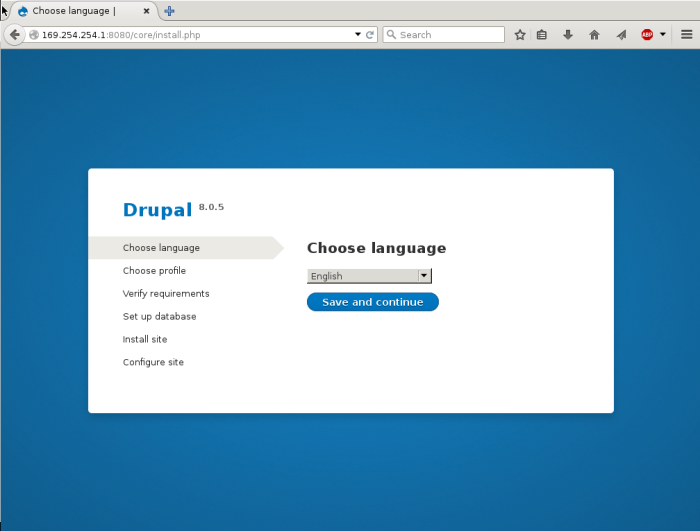 Choose language |
169.254.254.1:8080/core/install.php
Search
ABP
Drupal 8.0.5
Choose language
Choose profile
Verify requirements
Set up database
Install site
Configure site
Choose language
English
Save and continue